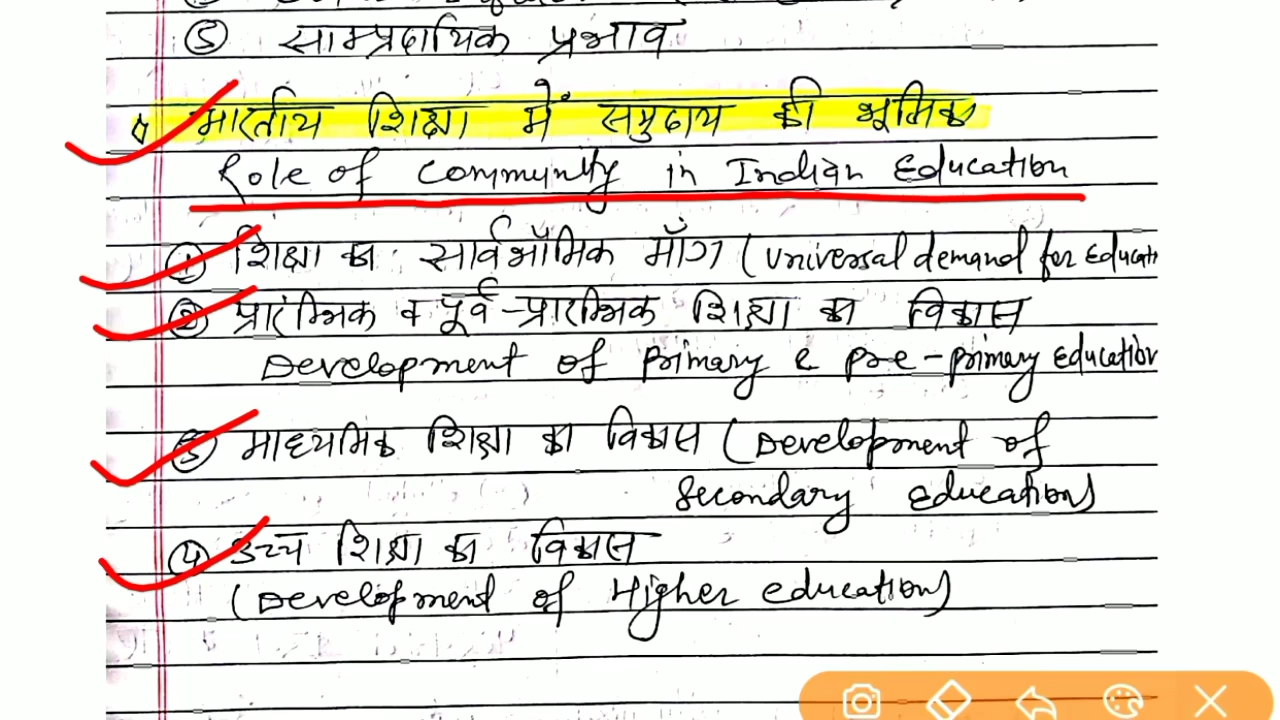 ⑤ साम्प्रदायिक प्रभाव
भारतीय शिक्षा में समुदाय की भूमिका
Role of Community in Indian Education
① शिक्षा का सार्वभौमिक माँग (Universal demand for Educati
② प्रारंम्भिक व पूर्व-प्रारम्भिक शिक्षा का विकास
Development of Primary & Pre-primary Education
③ माध्यमिक शिक्षा का विकास (Development of
Secondary education)
④ उच्च शिक्षा का विकास
(Development of Higher education)